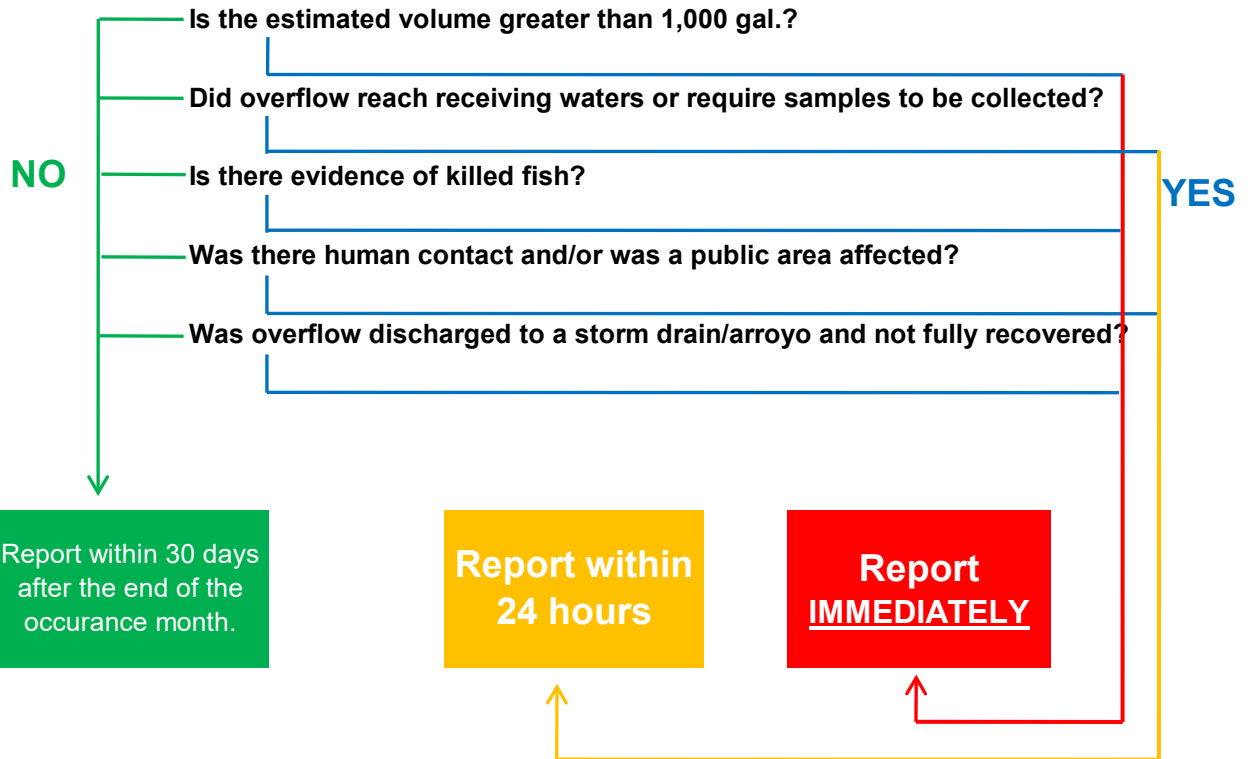 Is the estimated volume greater than 1,000 gal.?
Did overflow reach receiving waters or require samples to be collected?
NO
Is there evidence of killed fish?
YES
Was there human contact and/or was a public area affected?
Was overflow discharged to a storm drain/arroyo and not fully recovered?
Report within 30 days
after the end of the
occurance month.
Report within
24 hours
Report
IMMEDIATELY